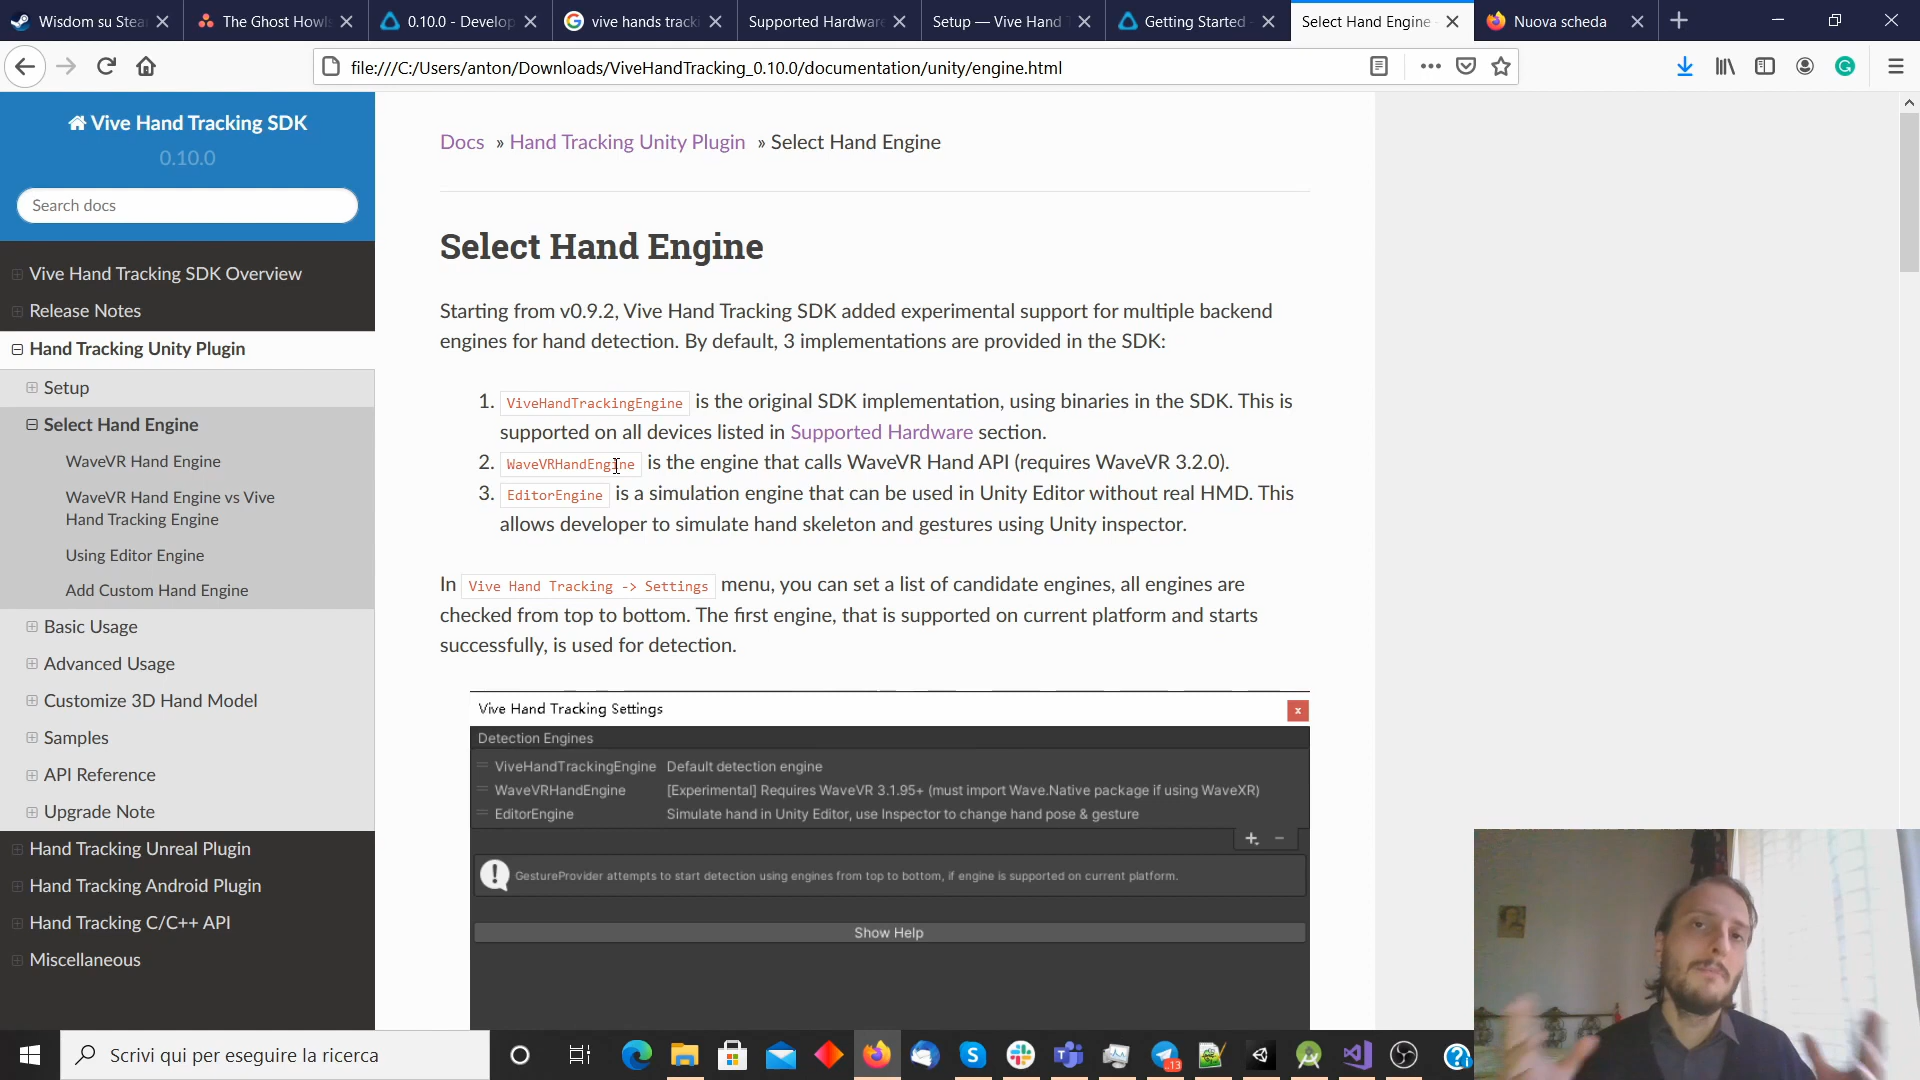 Wisdom su Stea
The Ghost Howls
0.10.0 - Develop
vive hands track
Supported Hardware
Setup — Vive Hand T
Getting Started -
Select Hand Engine
Nuova scheda
file:///C:/Users/anton/Downloads/ViveHandTracking_0.10.0/documentation/unity/engine.html
Vive Hand Tracking SDK
0.10.0
Search docs
Vive Hand Tracking SDK Overview
Release Notes
Hand Tracking Unity Plugin
Setup
Select Hand Engine
WaveVR Hand Engine
WaveVR Hand Engine vs Vive
Hand Tracking Engine
Using Editor Engine
Add Custom Hand Engine
Basic Usage
Advanced Usage
Customize 3D Hand Model
Samples
API Reference
Upgrade Note
Hand Tracking Unreal Plugin
Hand Tracking Android Plugin
Hand Tracking C/C++ API
Miscellaneous
Docs » Hand Tracking Unity Plugin » Select Hand Engine
Select Hand Engine
Starting from v0.9.2, Vive Hand Tracking SDK added experimental support for multiple backend
engines for hand detection. By default, 3 implementations are provided in the SDK:
1. ViveHandTrackingEngine is the original SDK implementation, using binaries in the SDK. This is
supported on all devices listed in Supported Hardware section.
2. WaveVRHandEngine is the engine that calls WaveVR Hand API (requires WaveVR 3.2.0).
3. EditorEngine is a simulation engine that can be used in Unity Editor without real HMD. This
allows developer to simulate hand skeleton and gestures using Unity inspector.
In Vive Hand Tracking -> Settings menu, you can set a list of candidate engines, all engines are
checked from top to bottom. The first engine, that is supported on current platform and starts
successfully, is used for detection.
Vive Hand Tracking Settings
x
Detection Engines
ViveHandTrackingEngine Default detection engine
WaveVRHandEngine [Experimental] Requires WaveVR 3.1.95+ (must import Wave.Native package if using WaveXR)
EditorEngine Simulate hand in Unity Editor, use Inspector to change hand pose & gesture
GestureProvider attempts to start detection using engines from top to bottom, if engine is supported on current platform.
Show Help
Scrivi qui per eseguire la ricerca
13